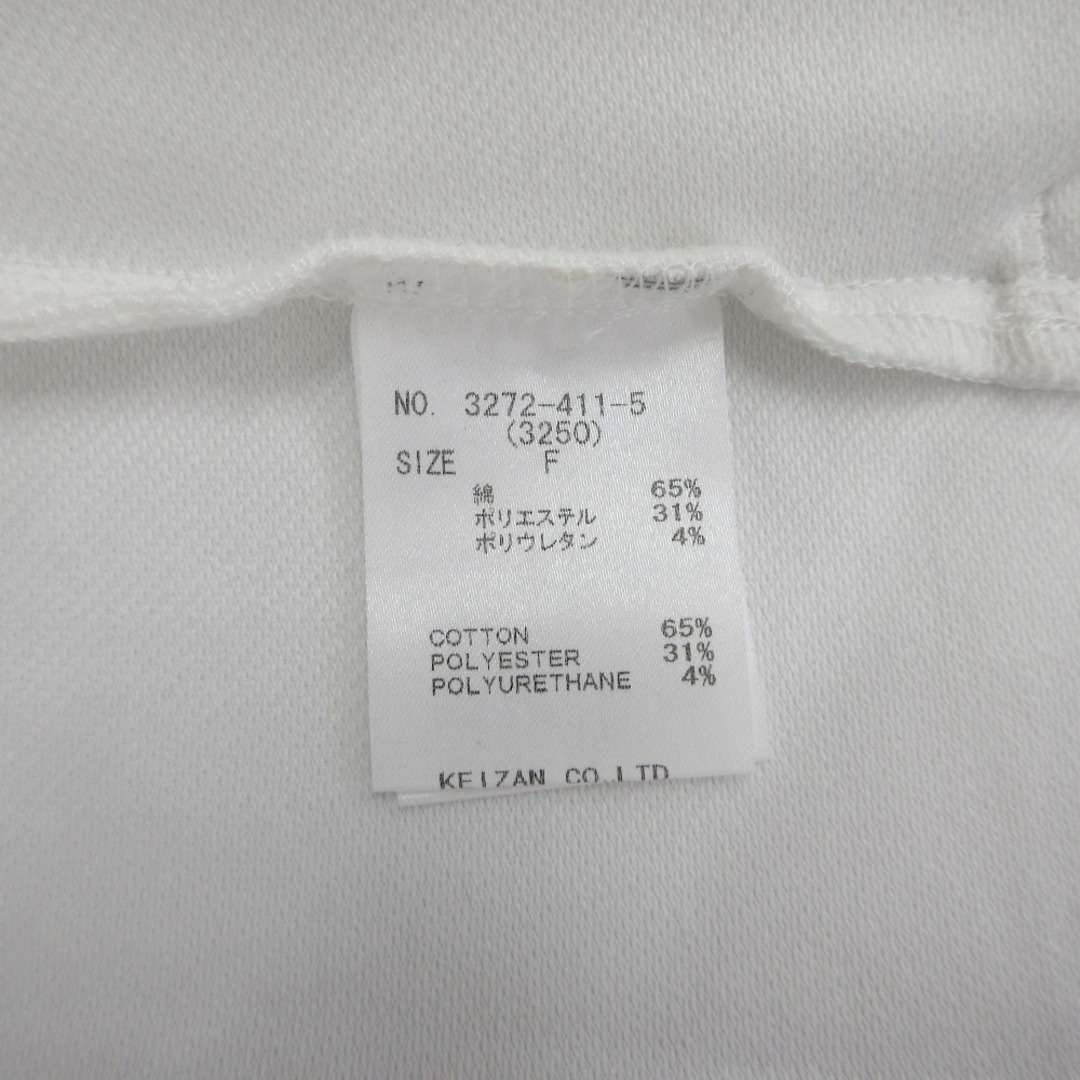 NO. 3272-411-5
(3250)
SIZE F
綿 65%
ポリエステル 31%
ポリウレタン 4%
COTTON 65%
POLYESTER 31%
POLYURETHANE 4%
KEIZAN CO.LTD